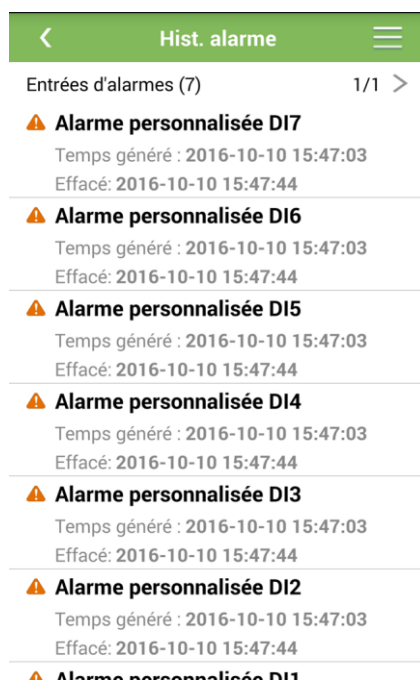 Hist. alarme
Entrées d'alarmes (7) 1/1
Alarme personnalisée DI7
Temps généré : 2016-10-10 15:47:03
Effacé: 2016-10-10 15:47:44
Alarme personnalisée DI6
Temps généré : 2016-10-10 15:47:03
Effacé: 2016-10-10 15:47:44
Alarme personnalisée DI5
Temps généré : 2016-10-10 15:47:03
Effacé: 2016-10-10 15:47:44
Alarme personnalisée DI4
Temps généré : 2016-10-10 15:47:03
Effacé: 2016-10-10 15:47:44
Alarme personnalisée DI3
Temps généré : 2016-10-10 15:47:03
Effacé: 2016-10-10 15:47:44
Alarme personnalisée DI2
Temps généré : 2016-10-10 15:47:03
Effacé: 2016-10-10 15:47:44
Alarme personnalisée DI1